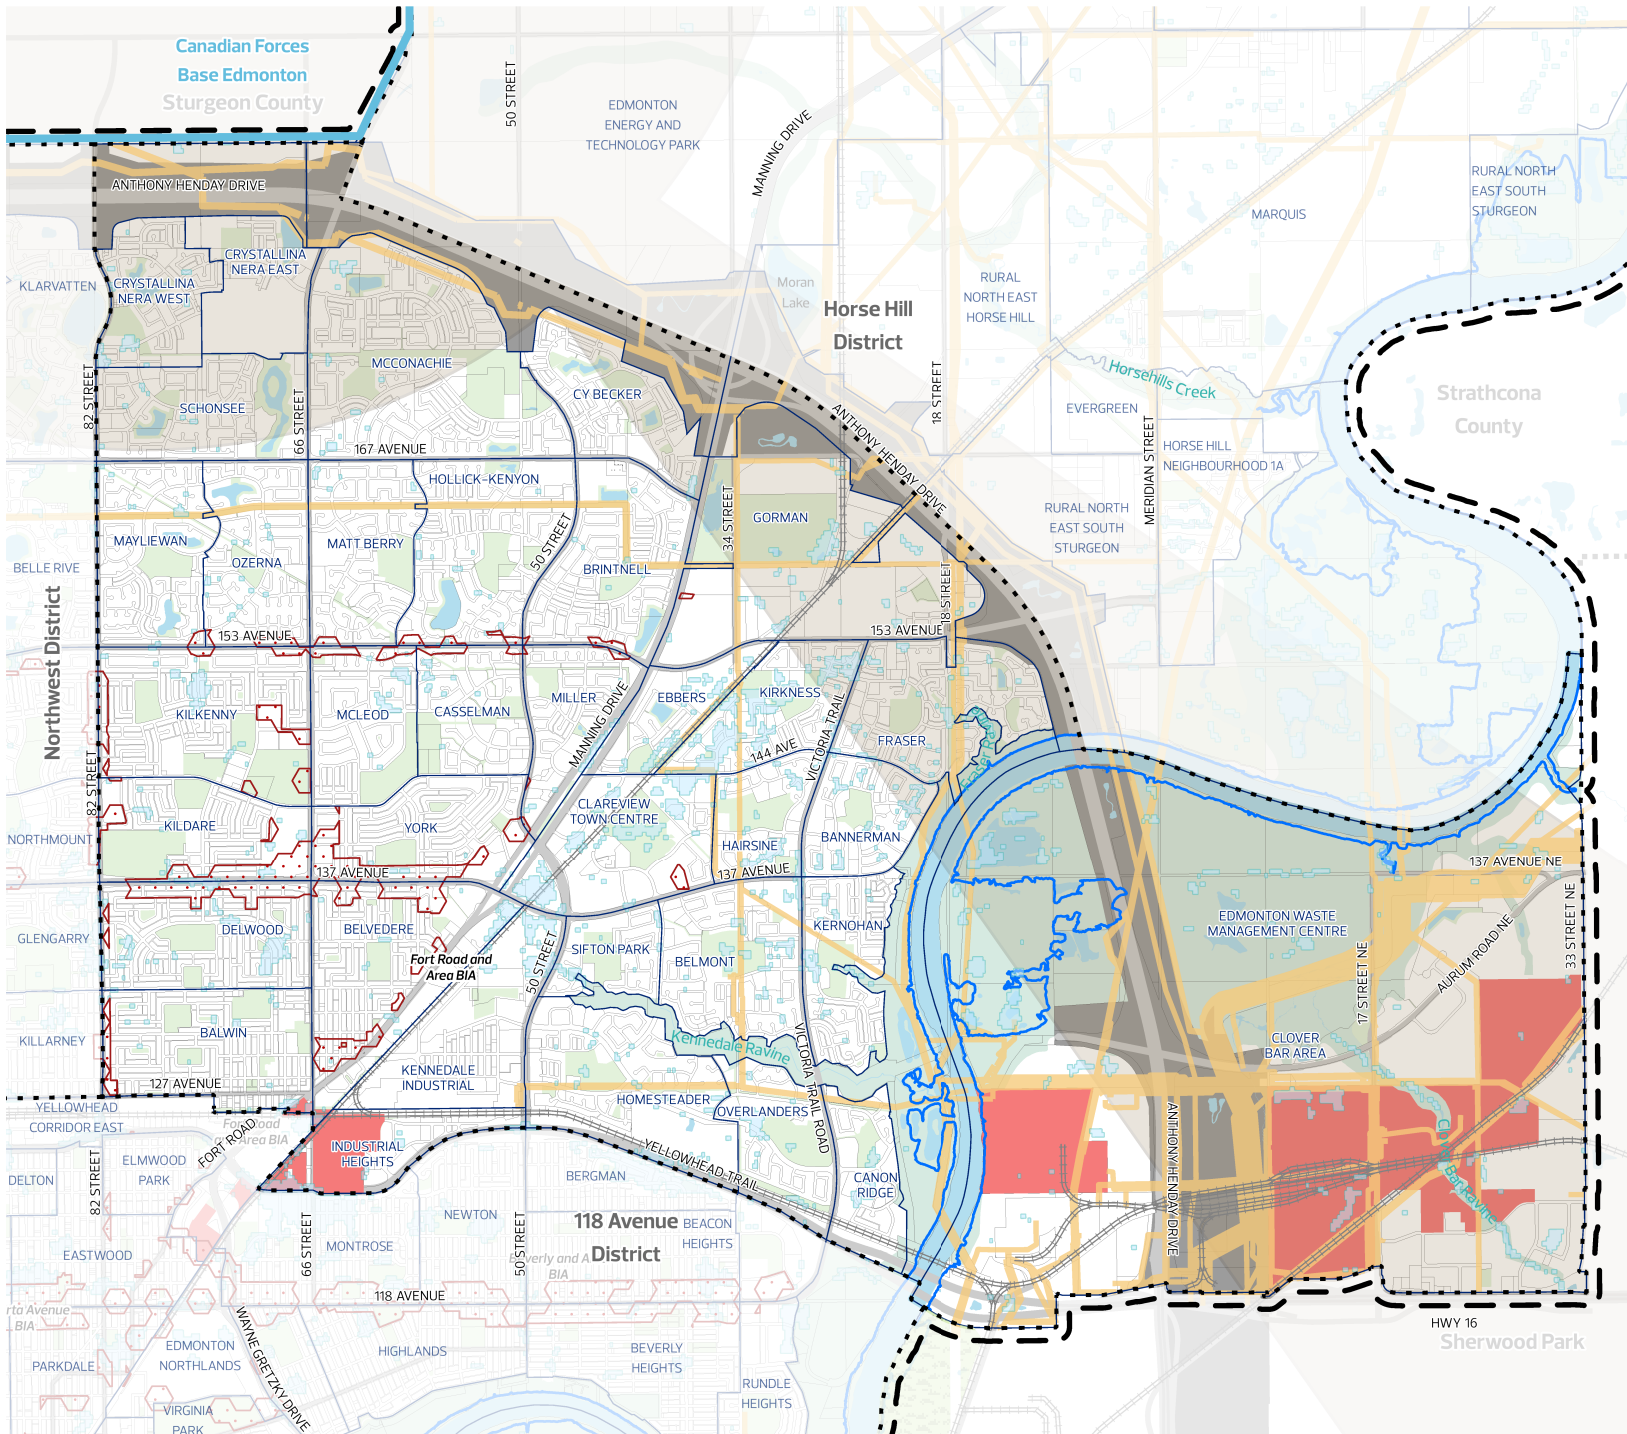 Canadian Forces
Base Edmonton
Sturgeon County
50 STREET
EDMONTON
ENERGY AND
TECHNOLOGY PARK
MANNING DRIVE
RURAL NORTH
EAST SOUTH
STURGEON
MARQUIS
ANTHONY HENDAY DRIVE
KLARVATTEN
CRYSTALLINA
NERA EAST
CRYSTALLINA
NERA WEST
Moran
Lake
RURAL
NORTH EAST
HORSE HILL
Horse Hill
District
MCCONACHIE
CY BECKER
SCHONSEE
82 STREET
66 STREET
18 STREET
Horsehills Creek
EVERGREEN
Strathcona
County
ANTHONY HENDAY DRIVE
MERIDIAN STREET
HORSE HILL
NEIGHBOURHOOD 1A
167 AVENUE
HOLLICK-KENYON
34 STREET
GORMAN
RURAL NORTH
EAST SOUTH
STURGEON
MAYLIEWAN
OZERNA
MATT BERRY
50 STREET
BRINTNELL
BELLE RIVE
18 STREET
Northwest District
153 AVENUE
153 AVENUE
KILKENNY
MCLEOD
CASSELMAN
MILLER
MANNING DRIVE
EBBERS
KIRKNESS
VICTORIA TRAIL
144 AVE
FRASER
82 STREET
NORTHMOUNT
KILDARE
YORK
CLAREVIEW
TOWN CENTRE
HAIRSINE
BANNERMAN
137 AVENUE
137 AVENUE
137 AVENUE NE
GLENGARRY
DELWOOD
BELVEDERE
Fort Road and
Area BIA
50 STREET
SIFTON PARK
BELMONT
KERNOHAN
EDMONTON WASTE
MANAGEMENT CENTRE
17 STREET NE
AURUM ROAD NE
33 STREET NE
KILLARNEY
BALWIN
Kennedale Ravine
VICTORIA TRAIL ROAD
CLOVER
BAR AREA
127 AVENUE
KENNEDALE
INDUSTRIAL
HOMESTEADER
OVERLANDERS
YELLOWHEAD
CORRIDOR EAST
FORT ROAD
Area BIA
INDUSTRIAL
HEIGHTS
YELLOWHEAD TRAIL
ANTHONY HENDAY DRIVE
Clover Bar Ravine
DELTON
82 STREET
ELMWOOD
PARK
BERGMAN
CANON
RIDGE
NEWTON
118 Avenue
District
BEACON
HEIGHTS
EASTWOOD
66 STREET
MONTROSE
50 STREET
BIA
118 AVENUE
BIA
WAYNE GRETZKY DRIVE
EDMONTON
NORTHLANDS
PARKDALE
HIGHLANDS
BEVERLY
HEIGHTS
HWY 16
Sherwood Park
RUNDLE
HEIGHTS
VIRGINIA
PARK